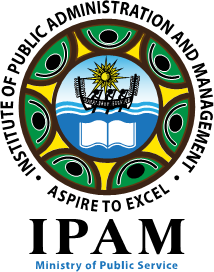 INSTITUTE OF PUBLIC ADMINISTRATION AND MANAGEMENT
• ASPIRE TO EXCEL •
IPAM
Ministry of Public Service